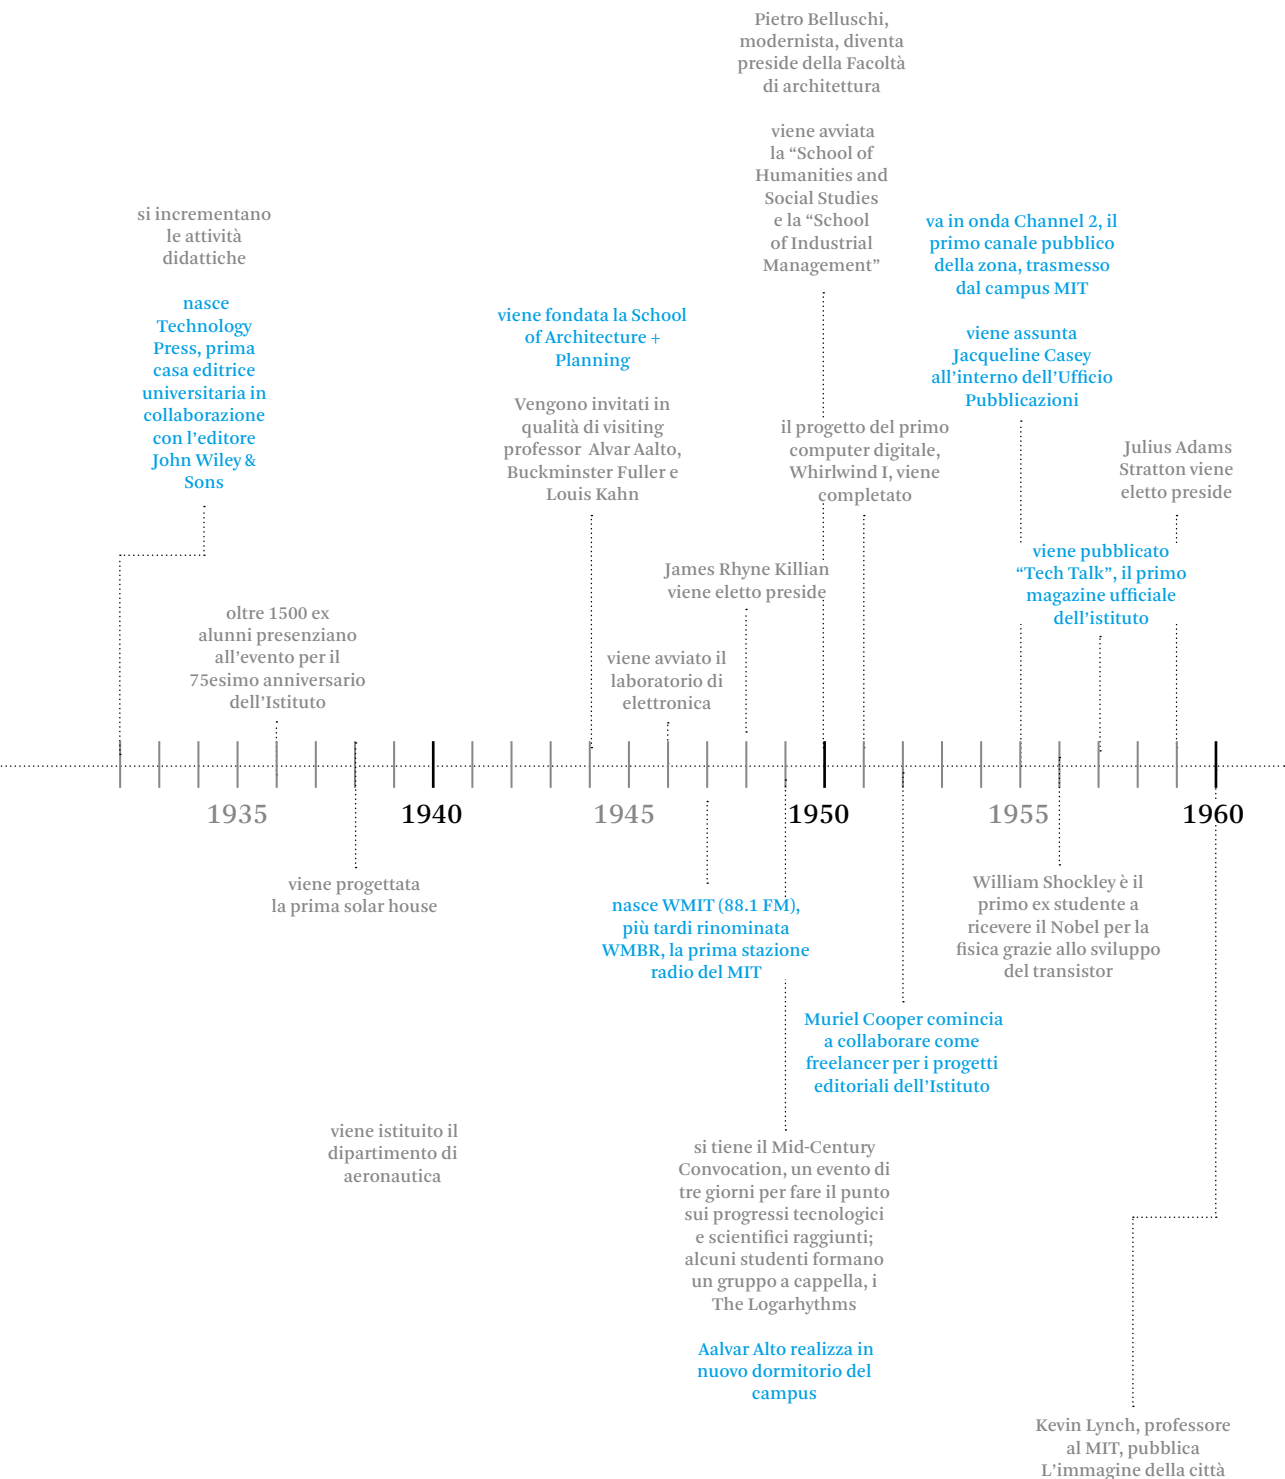 Pietro Belluschi,
modernista, diventa
preside della Facoltà
di architettura
viene avviata
la “School of
Humanities and
Social Studies
e la “School
of Industrial
Management”
si incrementano
le attività
didattiche
nasce
Technology
Press, prima
casa editrice
universitaria in
collaborazione
con l’editore
John Wiley &
Sons
viene fondata la School
of Architecture +
Planning
Vengono invitati in
qualità di visiting
professor Alvar Aalto,
Buckminster Fuller e
Louis Kahn
va in onda Channel 2, il
primo canale pubblico
della zona, trasmesso
dal campus MIT
viene assunta
Jacqueline Casey
all’interno dell’Ufficio
Pubblicazioni
il progetto del primo
computer digitale,
Whirlwind I, viene
completato
Julius Adams
Stratton viene
eletto preside
viene pubblicato
“Tech Talk”, il primo
magazine ufficiale
dell’istituto
James Rhyne Killian
viene eletto preside
oltre 1500 ex
alunni presenziano
all’evento per il
75esimo anniversario
dell’Istituto
viene avviato il
laboratorio di
elettronica
1935
1940
1945
1950
1955
1960
viene progettata
la prima solar house
nasce WMIT (88.1 FM),
più tardi rinominata
WMBR, la prima stazione
radio del MIT
William Shockley è il
primo ex studente a
ricevere il Nobel per la
fisica grazie allo sviluppo
del transistor
Muriel Cooper comincia
a collaborare come
freelancer per i progetti
editoriali dell’Istituto
viene istituito il
dipartimento di
aeronautica
si tiene il Mid-Century
Convocation, un evento di
tre giorni per fare il punto
sui progressi tecnologici
e scientifici raggiunti;
alcuni studenti formano
un gruppo a cappella, i
The Logarhythms
Aalvar Alto realizza in
nuovo dormitorio del
campus
Kevin Lynch, professore
al MIT, pubblica
L’immagine della città